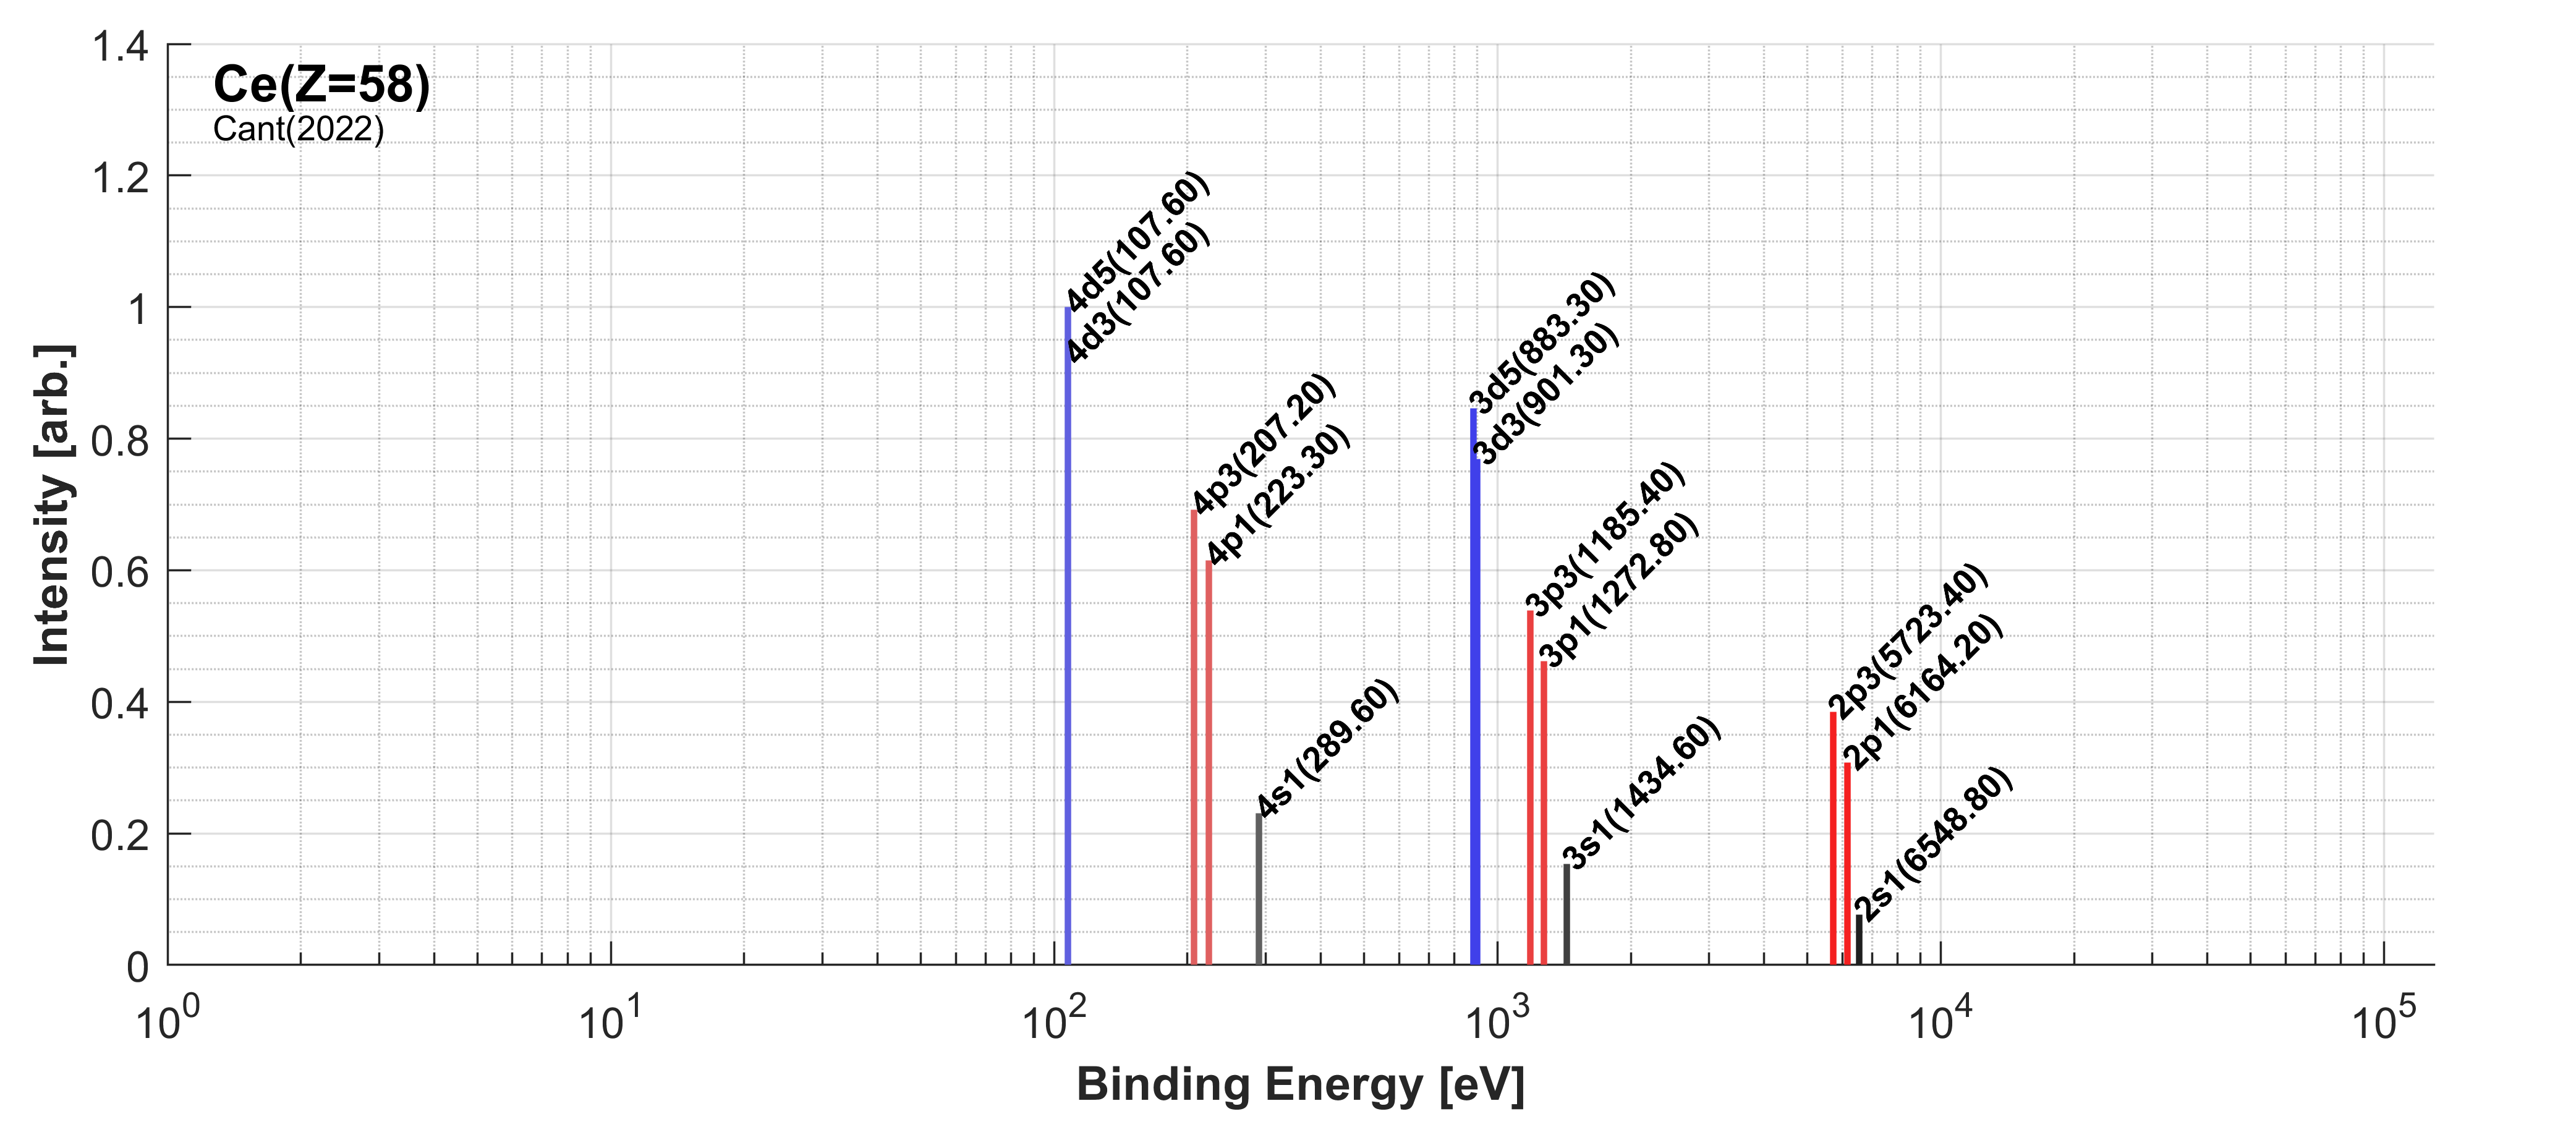 Ce(Z=58)
Cant(2022)
Intensity [arb.]
1.4
1.2
1
0.8
0.6
0.4
0.2
0
4d5(107.60)
4d3(107.60)
4p3(207.20)
4p1(223.30)
4s1(289.60)
3d5(883.30)
3d3(901.30)
3p3(1185.40)
3p1(1272.80)
3s1(1434.60)
2p3(5723.40)
2p1(6164.20)
2s1(6548.80)
10^0 10^1 10^2 10^3 10^4 10^5
Binding Energy [eV]